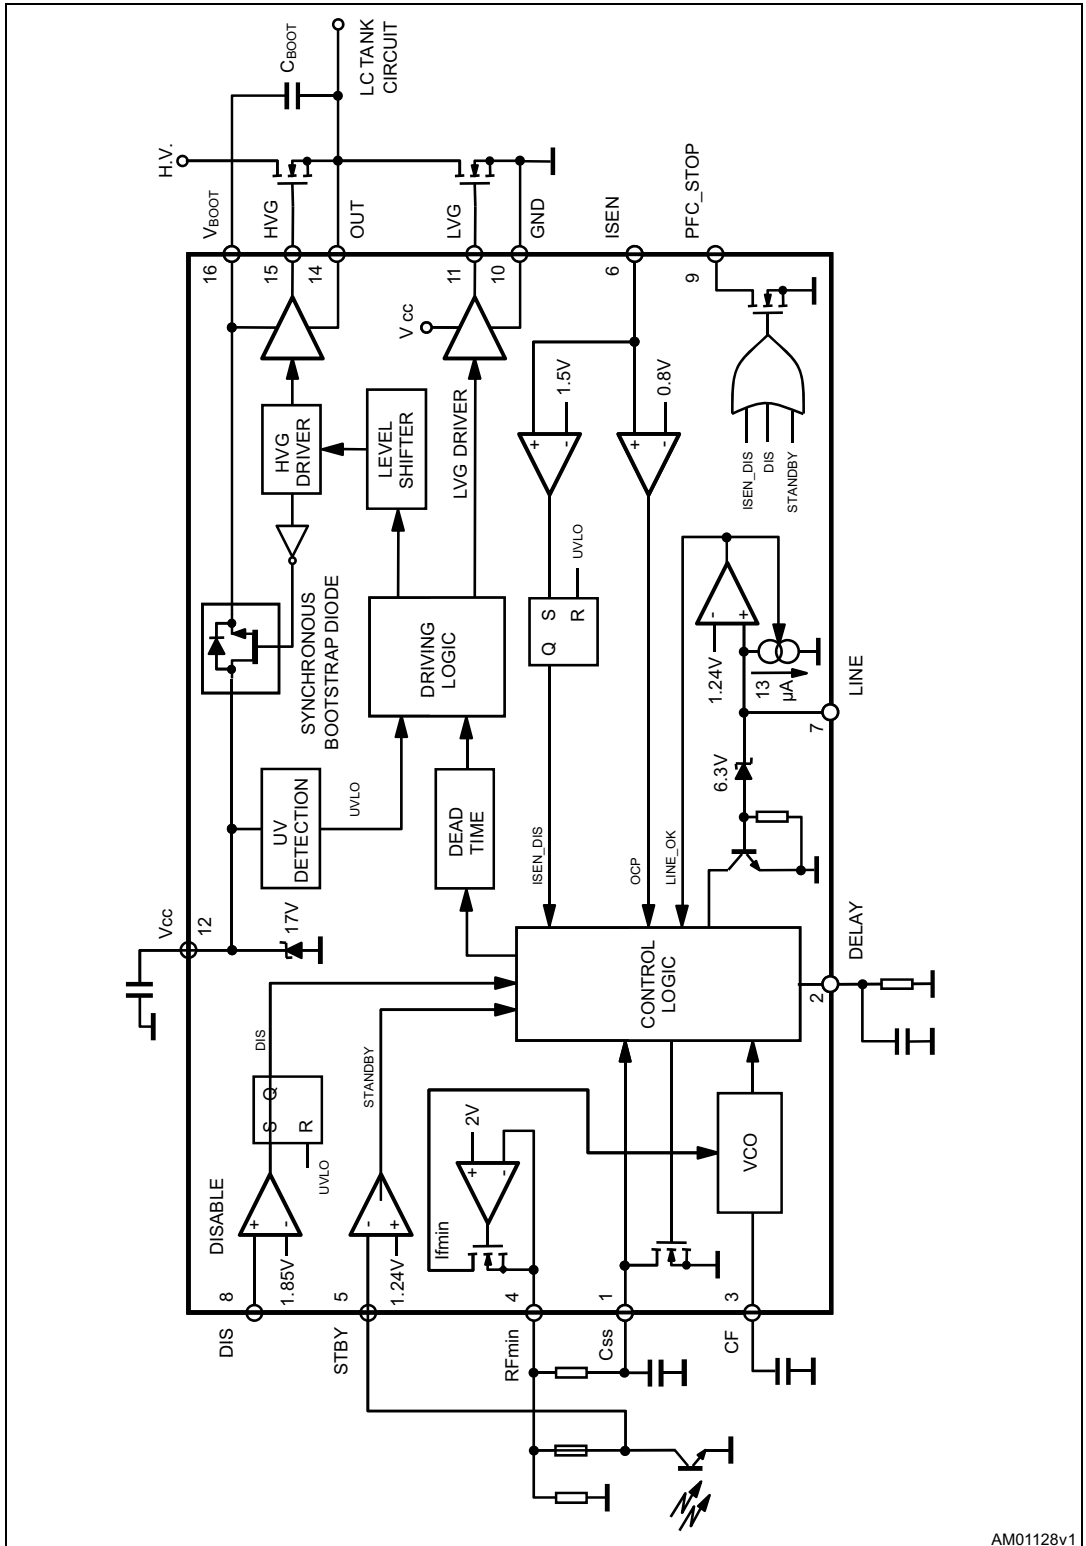 H.V.
CBOOT
LC TANK
CIRCUIT
VBOOT
HVG
OUT
LVG
GND
ISEN
PFC_STOP
16
15
14
11
10
6
9
V cc
HVG
DRIVER
LEVEL
SHIFTER
LVG DRIVER
+
-
1.5V
+
-
0.8V
ISEN_DIS
DIS
STANDBY
SYNCHRONOUS
BOOTSTRAP DIODE
DRIVING
LOGIC
Q
S
R
UVLO
-
+
1.24V
13
µA
LINE
7
UV
DETECTION
UVLO
DEAD
TIME
ISEN_DIS
OCP
LINE_OK
6.3V
Vcc
12
17V
CONTROL
LOGIC
DELAY
2
DIS
STANDBY
S
Q
R
UVLO
DISABLE
+
-
1.85V
-
+
1.24V
2V
+
-
Ifmin
VCO
8
5
4
1
3
DIS
STBY
RFmin
Css
CF
AM01128v1